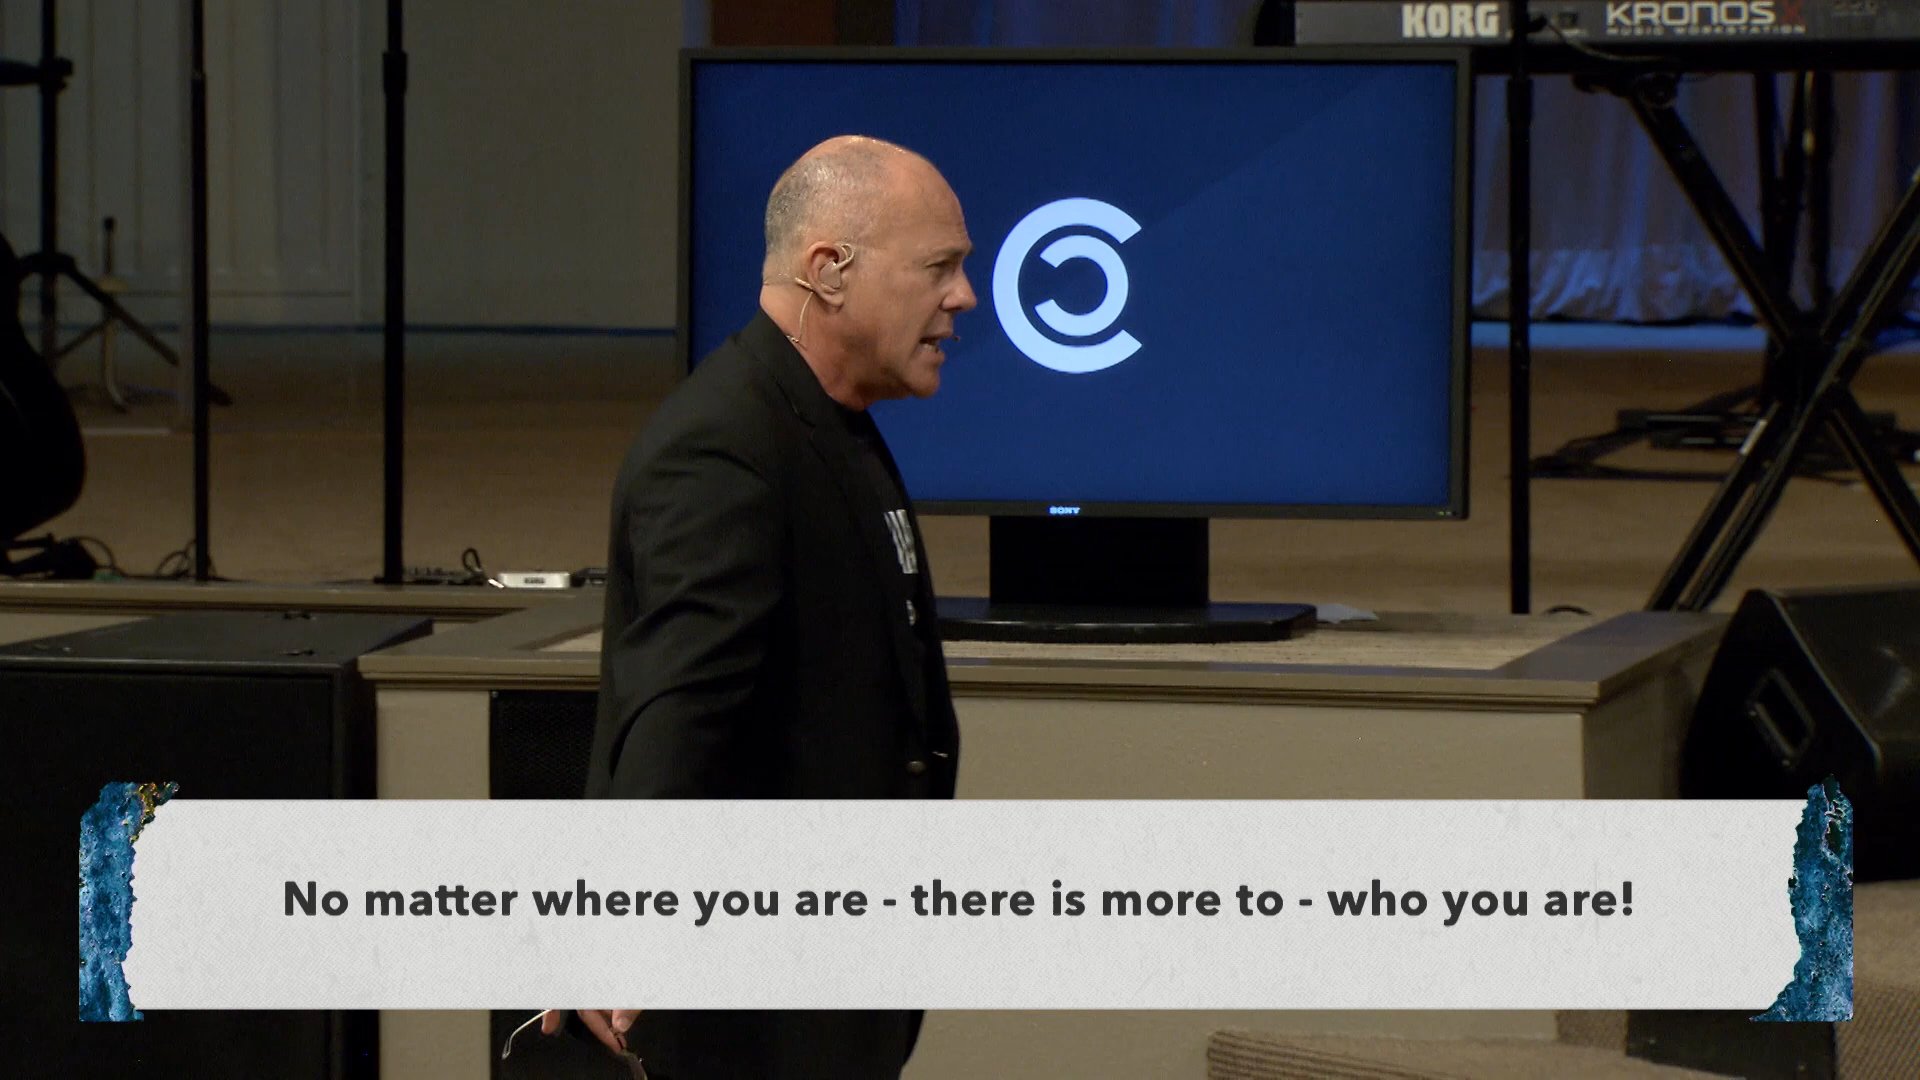 KORG
KRONOS X
MUSIC WORKSTATION
SONY
No matter where you are - there is more to - who you are!